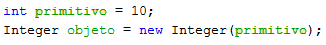 int primitivo = 10;
Integer objeto = new Integer(primitivo);